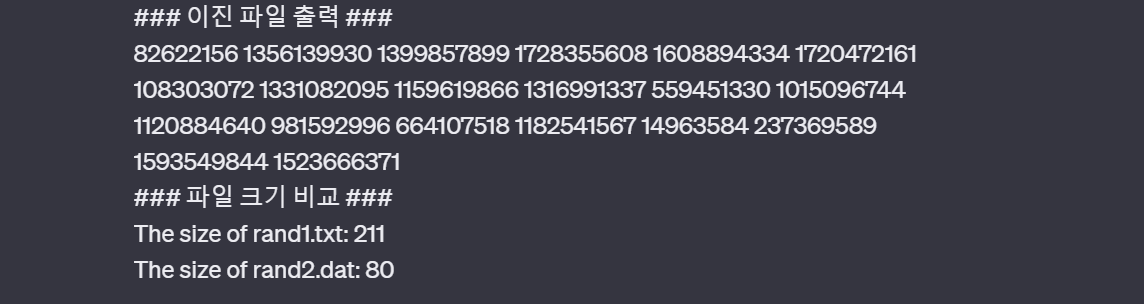 ### 이진 파일 출력 ###
82622156 1356139930 1399857899 1728355608 1608894334 1720472161
108303072 1331082095 1159619866 1316991337 559451330 1015096744
1120884640 981592996 664107518 1182541567 14963584 237369589
1593549844 1523666371
### 파일 크기 비교 ###
The size of rand1.txt: 211
The size of rand2.dat: 80